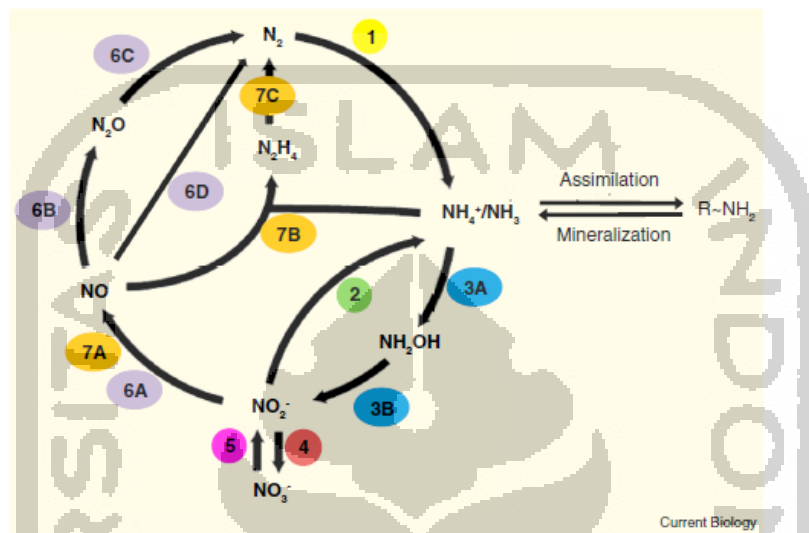 N₂
1
6C
7C
N₂O
N₂H₄
6D
6B
7B
NH₄⁺/NH₃
Assimilation
Mineralization
R~NH₂
NO
2
3A
7A
NH₂OH
6A
NO₂⁻
3B
5
4
NO₃⁻
Current Biology
ISLAM